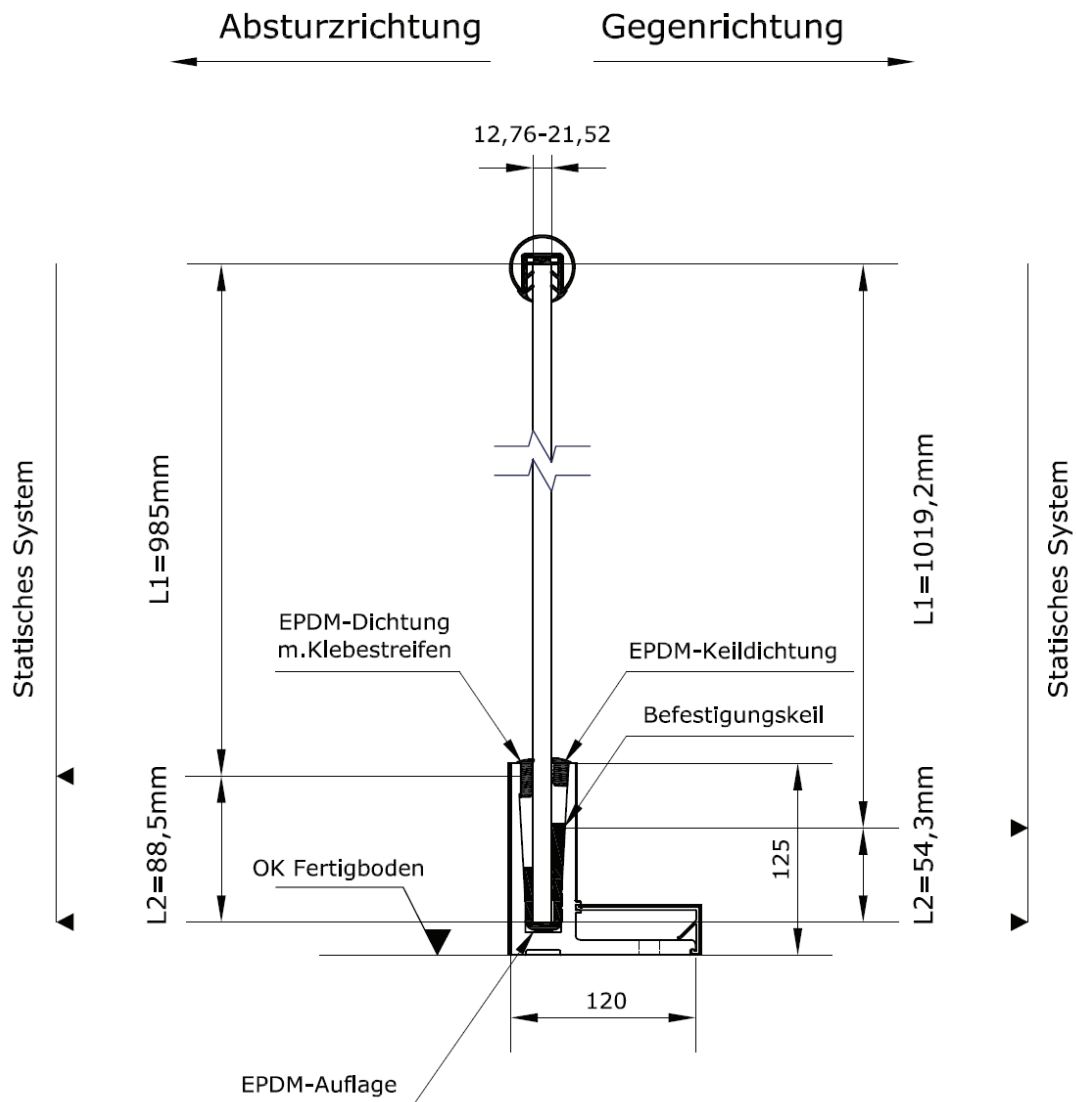 Absturzrichtung
Gegenrichtung
12,76-21,52
Statisches System
L1=985mm
L1=1019,2mm
Statisches System
EPDM-Dichtung
m.Klebestreifen
EPDM-Keildichtung
Befestigungskeil
L2=88,5mm
OK Fertigboden
125
L2=54,3mm
120
EPDM-Auflage